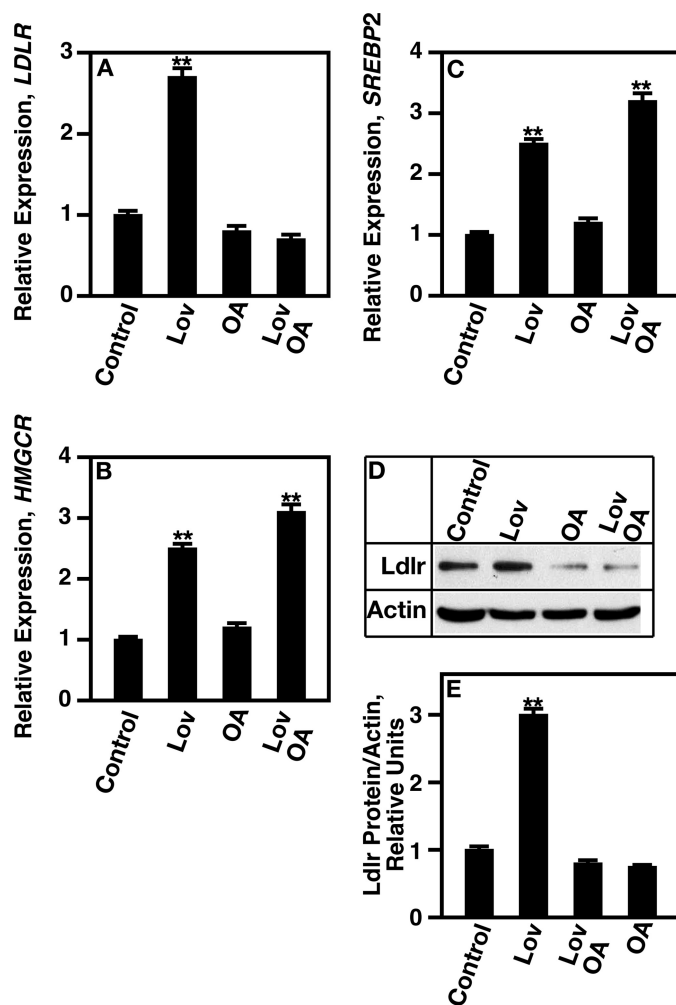 A
Relative Expression, LDLR
3
2
1
0
**
Control
Lov
OA
Lov
OA
C
Relative Expression, SREBP2
4
3
2
1
0
**
**
Control
Lov
OA
Lov
OA
B
Relative Expression, HMGCR
4
3
2
1
0
**
**
Control
Lov
OA
Lov
OA
D
Control
Lov
OA
Lov
OA
Ldlr
Actin
E
Ldlr Protein/Actin,
Relative Units
3
2
1
0
**
Control
Lov
Lov
OA
OA